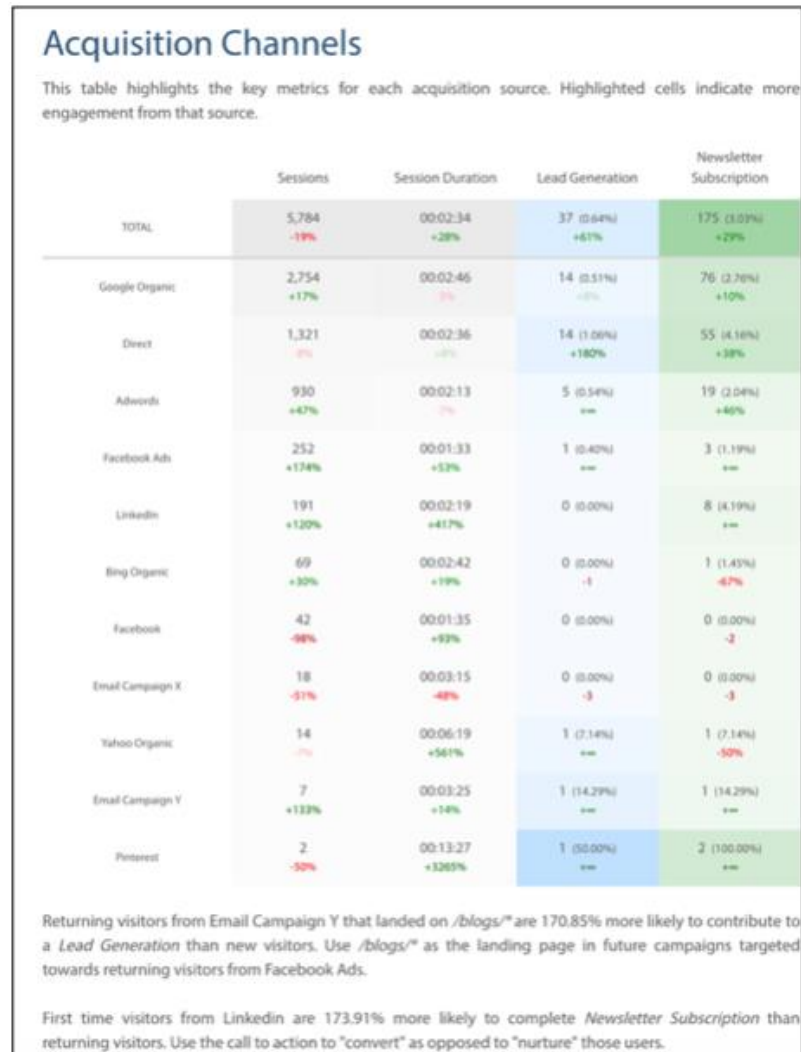 Acquisition Channels
This table highlights the key metrics for each acquisition source. Highlighted cells indicate more
engagement from that source.
Newsletter
Sessions Session Duration Lead Generation Subscription
TOTAL 5,784 00:02:34 37 (0.64%) 175 (3.03%)
-19% +28% +61% +29%
Google Organic 2,754 00:02:46 14 (0.51%) 76 (2.76%)
+17% +10%
Direct 1,321 00:02:36 14 (1.06%) 55 (4.16%)
+180% +38%
Adwords 930 00:02:13 5 (0.54%) 19 (2.04%)
+47% +∞ +46%
Facebook Ads 252 00:01:33 1 (0.40%) 3 (1.19%)
+174% +53% +∞ +∞
LinkedIn 191 00:02:19 0 (0.00%) 8 (4.19%)
+120% +417% +∞
Bing Organic 69 00:02:42 0 (0.00%) 1 (1.45%)
+30% +19% -1 -67%
Facebook 42 00:01:35 0 (0.00%) 0 (0.00%)
-98% +93% -2
Email Campaign X 18 00:03:15 0 (0.00%) 0 (0.00%)
-51% -48% -3 -3
Yahoo Organic 14 00:06:19 1 (7.14%) 1 (7.14%)
-7% +561% +∞ -50%
Email Campaign Y 7 00:03:25 1 (14.29%) 1 (14.29%)
+133% +14% +∞ +∞
Pinterest 2 00:13:27 1 (50.00%) 2 (100.00%)
-50% +3265% +∞ +∞
Returning visitors from Email Campaign Y that landed on /blogs/* are 170.85% more likely to contribute to
a Lead Generation than new visitors. Use /blogs/* as the landing page in future campaigns targeted
towards returning visitors from Facebook Ads.
First time visitors from Linkedin are 173.91% more likely to complete Newsletter Subscription than
returning visitors. Use the call to action to "convert" as opposed to "nurture" those users.